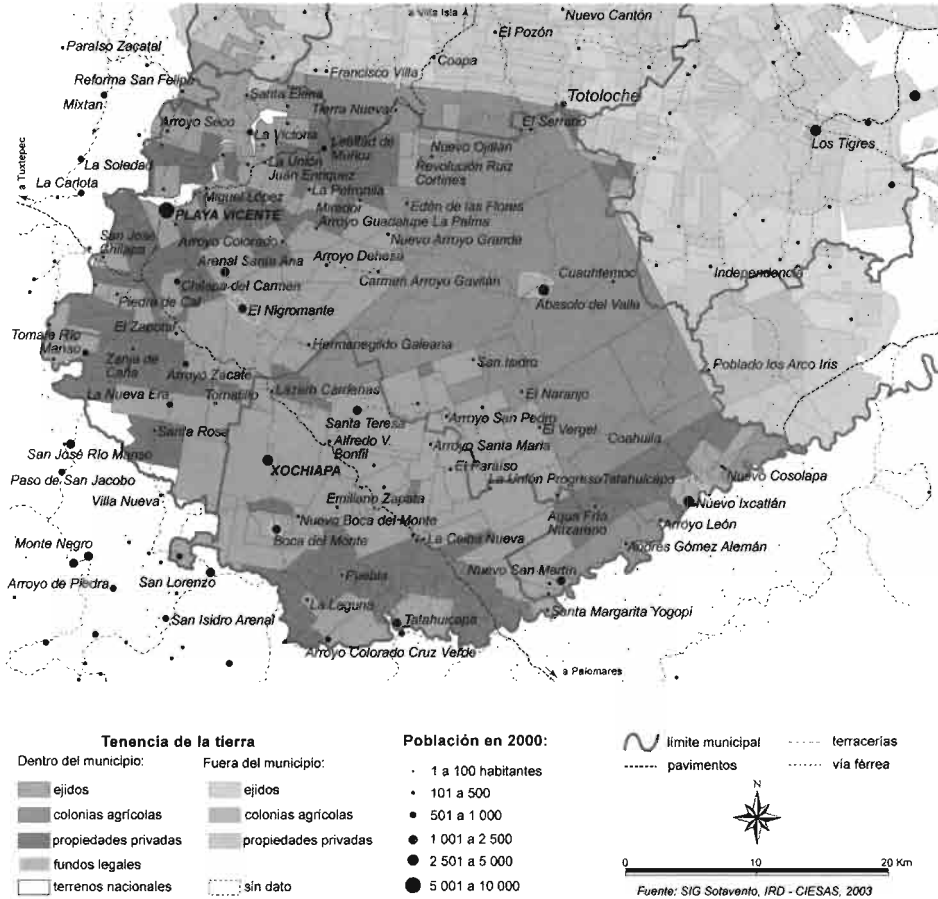 a Villa Isla
Nuevo Cantón
El Pozón
Paraíso Zacatal
Coapa
Francisco Villa
Reforma San Felipe
Santa Elena
Mixtan
Tierra Nueva
Totoloche
Arroyo Seco
El Serrano
La Victoria
Los Tigres
Nuevo Ojitlán
La Soledad
La Unión
Revolución Ruiz
Cortines
Juan Enríquez
a Tuxtepec
La Carlota
La Petronila
Miguel López
PLAYA VICENTE
Mirador
Edén de las Flores
Arroyo Guadalupe La Palma
San José
Chilapa
Arroyo Colorado
Nuevo Arroyo Grande
Arroyo Dehesa
Arenal Santa Ana
Cuauhtemoc
Independencia
Chilapa del Carmen
Carmen Arroyo Gavilán
Piedra de Cal
Abasolo del Valle
El Nigromante
El Zapotal
Tomate Río
Manso
Hermenegildo Galeana
Zanja de
Caña
San Isidro
Poblado los Arco Iris
Arroyo Zacate
La Nueva Era
Tomatillo
Lázaro Cárdenas
El Naranjo
Santa Teresa
Arroyo San Pedro
El Vergel
Santa Rosa
Alfredo V.
Bonfil
Arroyo Santa María
Coahuila
San José Río Manso
XOCHIAPA
El Paraíso
Paso de San Jacobo
La Unión Progreso Tatahuicapa
Nuevo Cosolapa
Villa Nueva
Emiliano Zapata
Nuevo Ixcatlán
Nuevo Boca del Monte
Agua Fría
Nazareno
Arroyo León
Monte Negro
Boca del Monte
La Ceiba Nueva
Andrés Gómez Alemán
Arroyo de Piedra
San Lorenzo
Puebla
Nuevo San Martín
La Laguna
San Isidro Arenal
Tatahuicapa
Santa Margarita Yogopi
Arroyo Colorado Cruz Verde
a Palomares
Tenencia de la tierra
Dentro del municipio:
ejidos
colonias agrícolas
propiedades privadas
fundos legales
terrenos nacionales
Fuera del municipio:
ejidos
colonias agrícolas
propiedades privadas
sin dato
Población en 2000:
1 a 100 habitantes
101 a 500
501 a 1 000
1 001 a 2 500
2 501 a 5 000
5 001 a 10 000
límite municipal
pavimentos
terracerías
vía férrea
N
0 10 20 Km
Fuente: SIG Sotavento, IRD - CIESAS, 2003